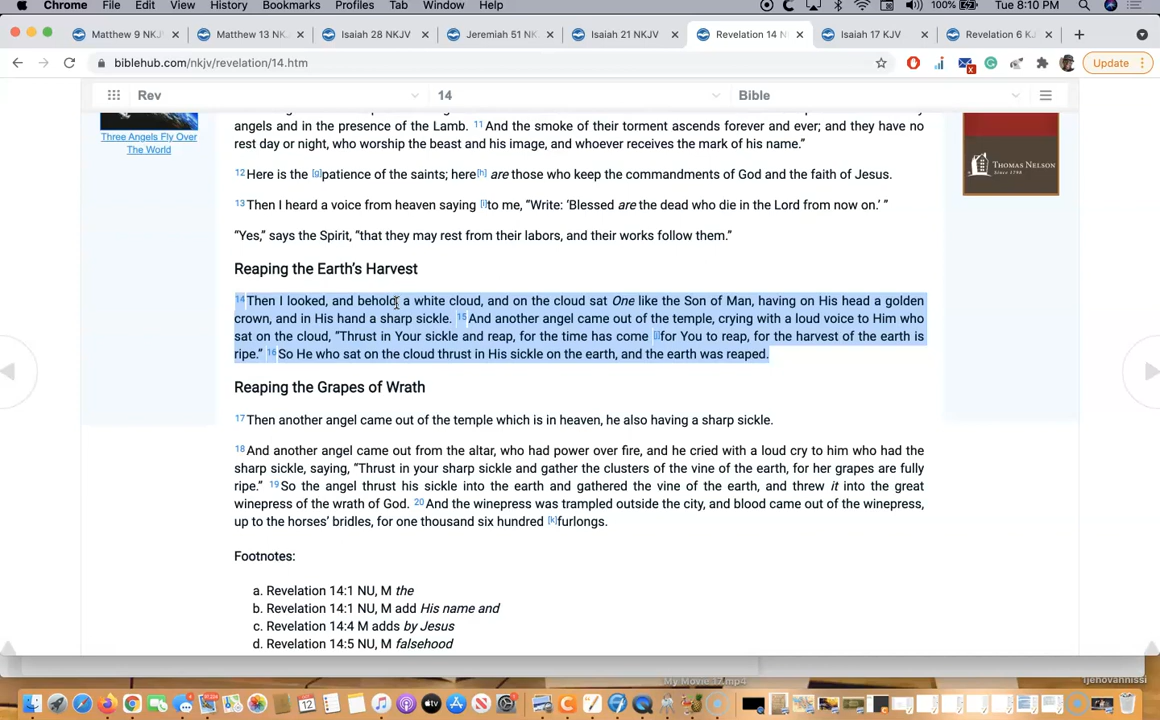 Chrome File Edit View History Bookmarks Profiles Tab Window Help 100% Tue 8:10 PM
Matthew 9 NKJV Matthew 13 NK Isaiah 28 NKJV Jeremiah 51 NK Isaiah 21 NKJV Revelation 14 N Isaiah 17 KJV Revelation 6 KJ
biblehub.com/nkjv/revelation/14.htm Update
Rev 14 Bible
Three Angels Fly Over
The World
THOMAS NELSON
Since 1798
angels and in the presence of the Lamb. 11And the smoke of their torment ascends forever and ever; and they have no
rest day or night, who worship the beast and his image, and whoever receives the mark of his name.”
12Here is the [g]patience of the saints; here[h] are those who keep the commandments of God and the faith of Jesus.
13Then I heard a voice from heaven saying [i]to me, “Write: ‘Blessed are the dead who die in the Lord from now on.’ ”
“Yes,” says the Spirit, “that they may rest from their labors, and their works follow them.”
Reaping the Earth’s Harvest
14Then I looked, and behold, a white cloud, and on the cloud sat One like the Son of Man, having on His head a golden
crown, and in His hand a sharp sickle. 15And another angel came out of the temple, crying with a loud voice to Him who
sat on the cloud, “Thrust in Your sickle and reap, for the time has come [j]for You to reap, for the harvest of the earth is
ripe.” 16 So He who sat on the cloud thrust in His sickle on the earth, and the earth was reaped.
Reaping the Grapes of Wrath
17Then another angel came out of the temple which is in heaven, he also having a sharp sickle.
18And another angel came out from the altar, who had power over fire, and he cried with a loud cry to him who had the
sharp sickle, saying, “Thrust in your sharp sickle and gather the clusters of the vine of the earth, for her grapes are fully
ripe.” 19So the angel thrust his sickle into the earth and gathered the vine of the earth, and threw it into the great
winepress of the wrath of God. 20And the winepress was trampled outside the city, and blood came out of the winepress,
up to the horses’ bridles, for one thousand six hundred [k]furlongs.
Footnotes:
a. Revelation 14:1 NU, M the
b. Revelation 14:1 NU, M add His name and
c. Revelation 14:4 M adds by Jesus
d. Revelation 14:5 NU, M falsehood
My Movie 17.mp4